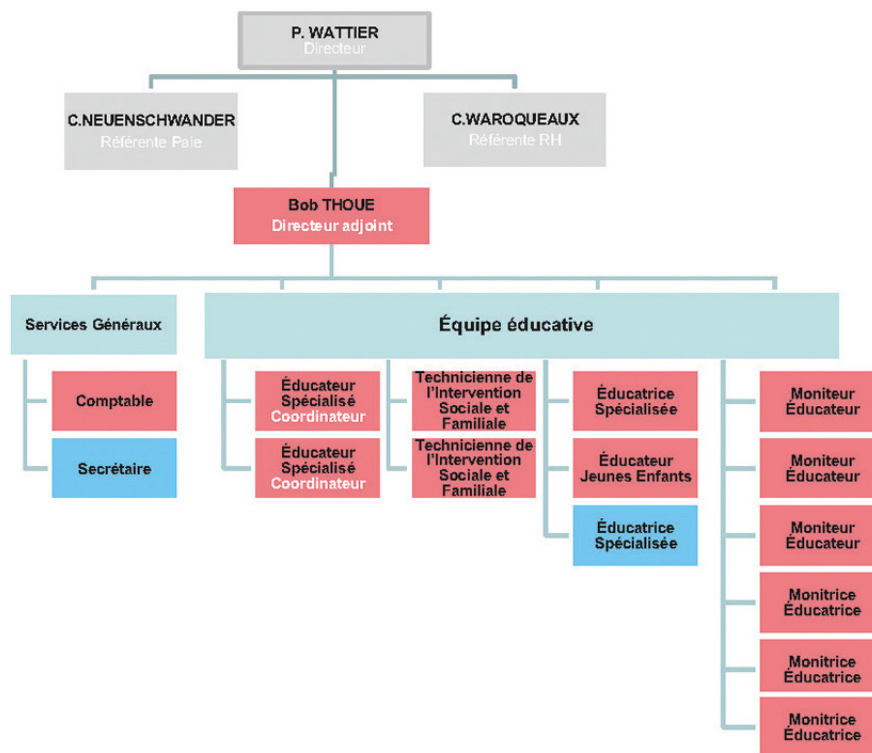 P. WATTIER
Directeur
C.NEUENSCHWANDER
Référente Paie
C.WAROQUEAUX
Référente RH
Bob THOUE
Directeur adjoint
Services Généraux
Équipe éducative
Comptable
Secrétaire
Éducateur
Spécialisé
Coordinateur
Éducateur
Spécialisé
Coordinateur
Technicienne de
l'Intervention
Sociale et
Familiale
Technicienne de
l'Intervention
Sociale et
Familiale
Éducatrice
Spécialisée
Éducateur
Jeunes Enfants
Éducatrice
Spécialisée
Moniteur
Éducateur
Moniteur
Éducateur
Moniteur
Éducateur
Monitrice
Éducatrice
Monitrice
Éducatrice
Monitrice
Éducatrice